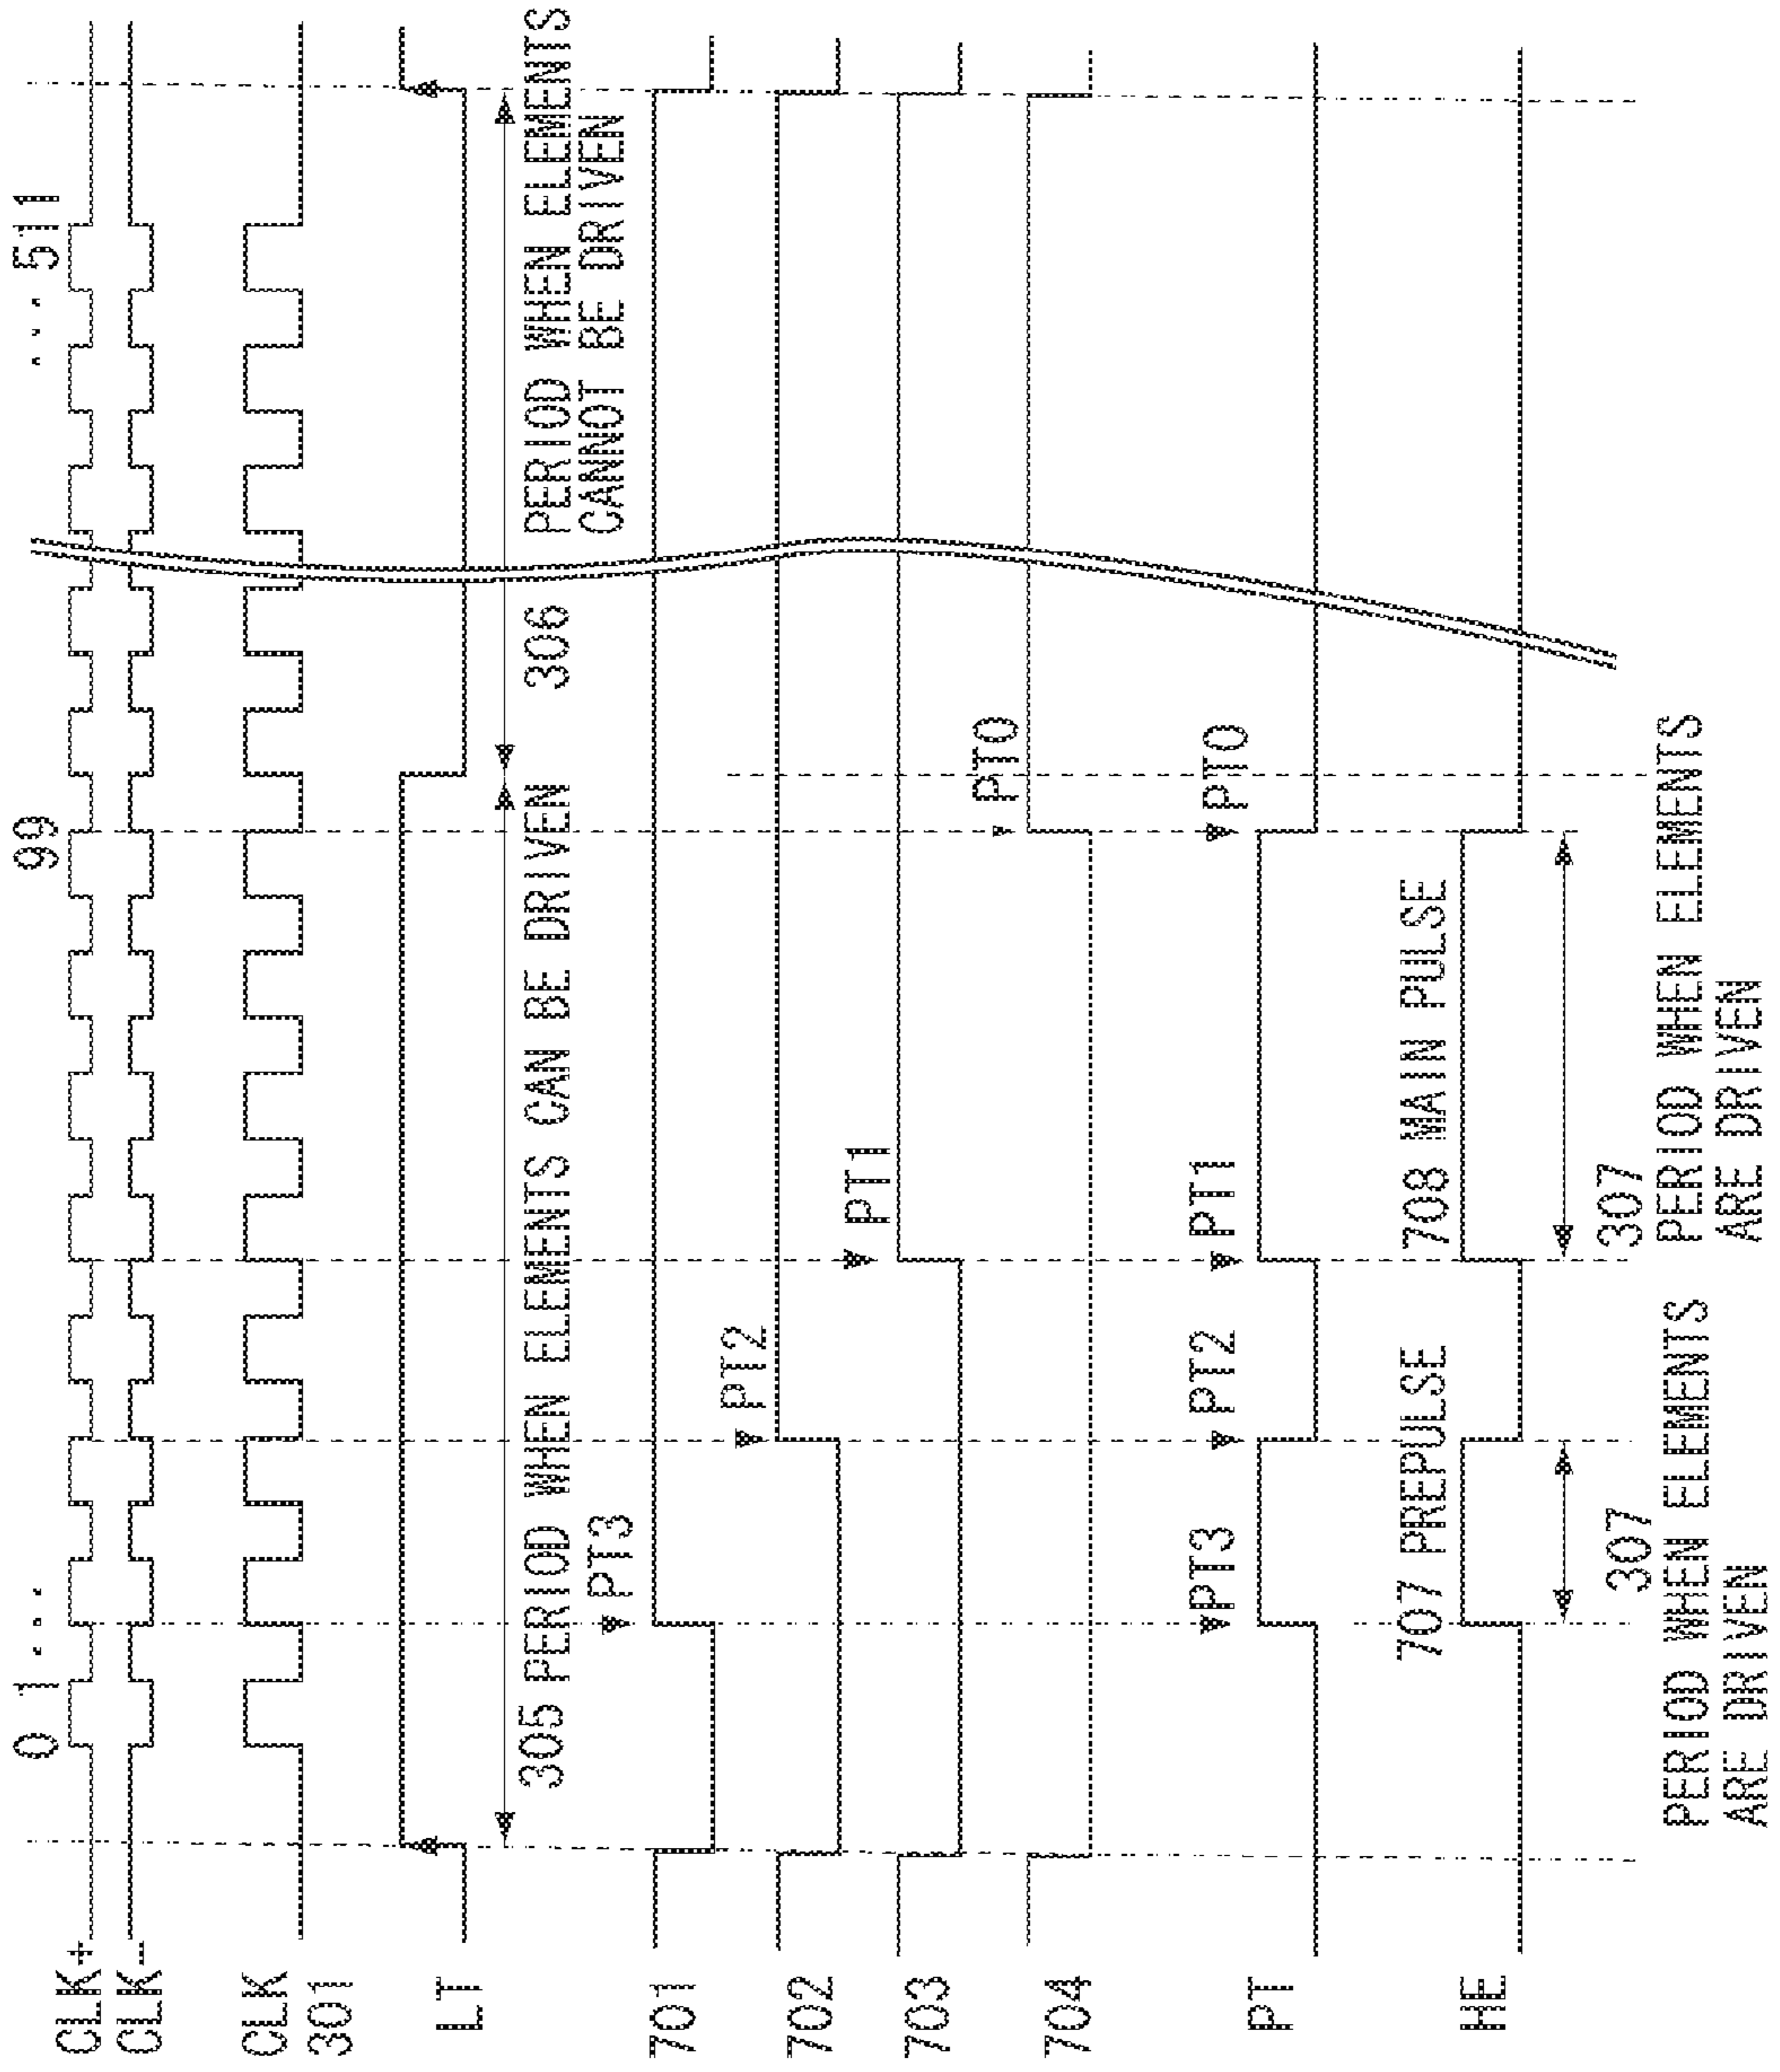 0 1 ... 99 ... 511
CLK+
CLK-
CLK
301
LT
305 PERIOD WHEN ELEMENTS CAN BE DRIVEN
306 PERIOD WHEN ELEMENTS
CANNOT BE DRIVEN
PT3
701
PT2
702
PT1
703
PT0
704
PT3 PT2 PT1 PT0
PT
707 PREPULSE
708 MAIN PULSE
HE
307
PERIOD WHEN ELEMENTS
ARE DRIVEN
307
PERIOD WHEN ELEMENTS
ARE DRIVEN